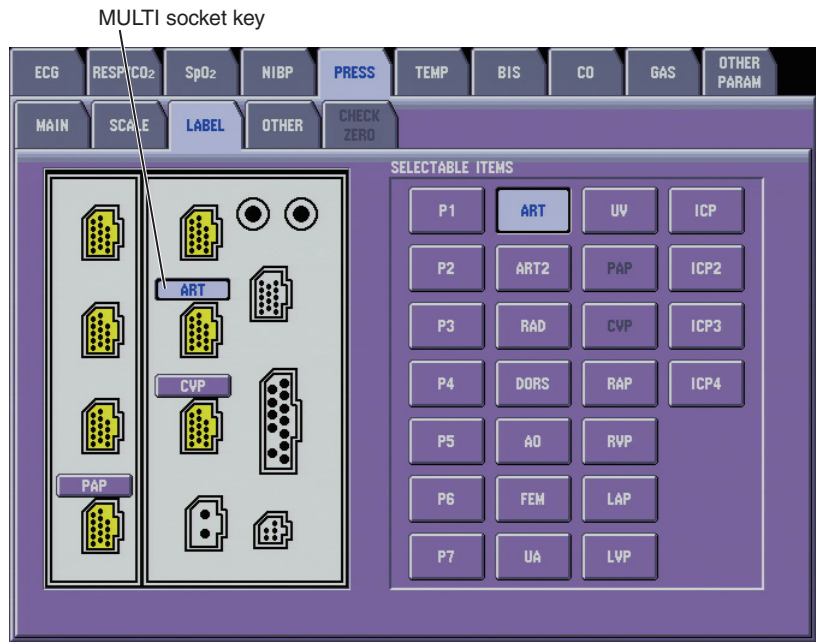 MULTI socket key
ECG RESP/CO2 SpO2 NIBP PRESS TEMP BIS CO GAS OTHER PARAM
MAIN SCALE LABEL OTHER CHECK ZERO
SELECTABLE ITEMS
P1 ART UV ICP
P2 ART2 PAP ICP2
P3 RAD CVP ICP3
P4 DORS RAP ICP4
P5 AO RVP
P6 FEM LAP
P7 UA LVP
ART
CVP
PAP